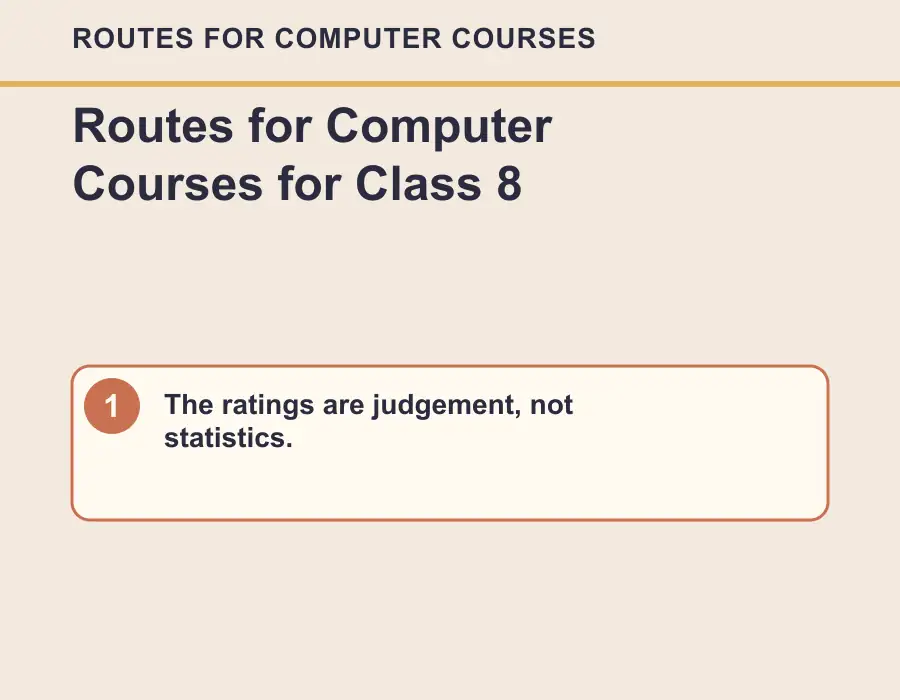 ROUTES FOR COMPUTER COURSES
Routes for Computer
Courses for Class 8
1
The ratings are judgement, not
statistics.